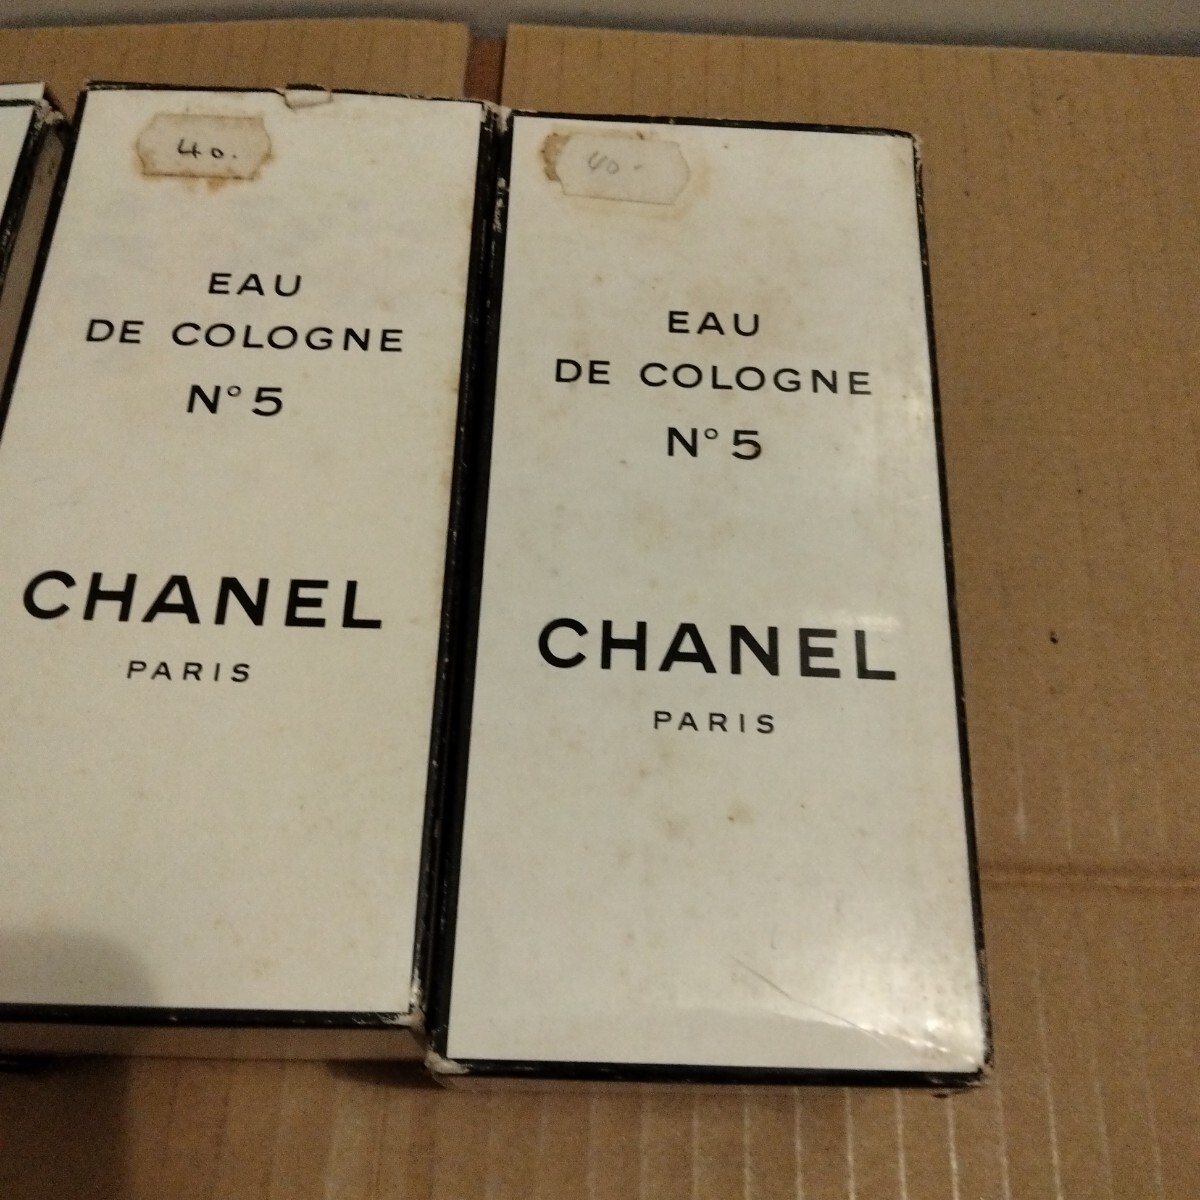 40.
EAU
DE COLOGNE
N° 5
CHANEL
PARIS
40-
EAU
DE COLOGNE
N° 5
CHANEL
PARIS